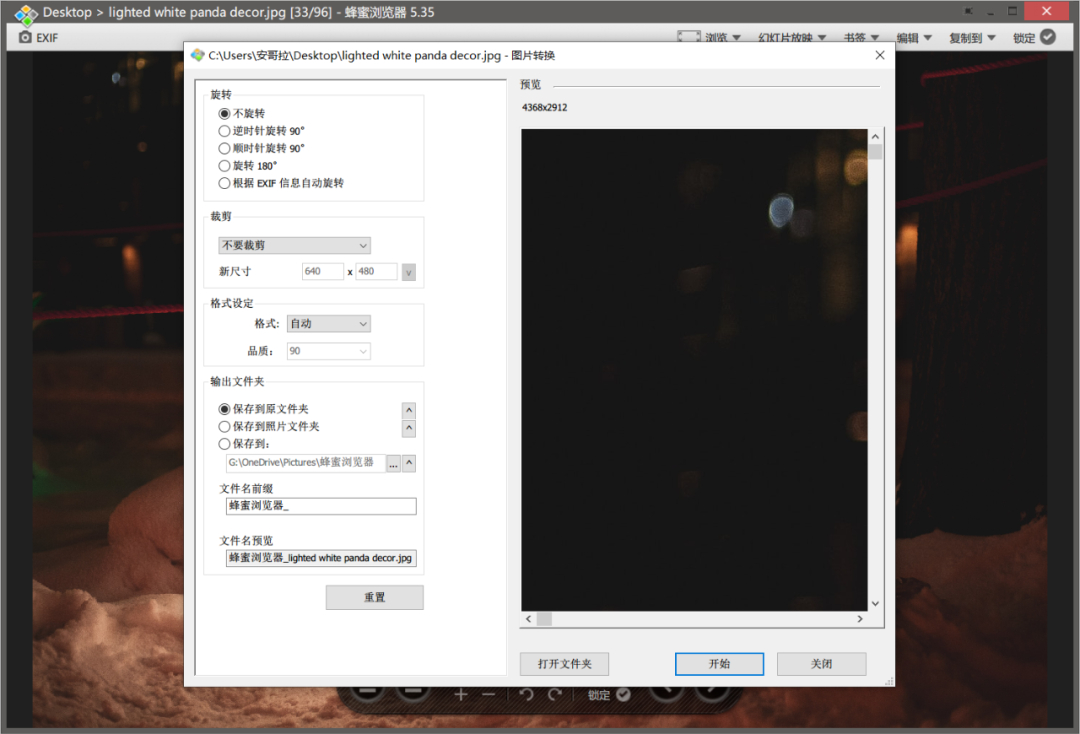 Desktop > lighted white panda decor.jpg [33/96] - 蜂蜜浏览器 5.35
EXIF
浏览
幻灯片放映
书签
编辑
复制到
锁定
C:\Users\安哥拉\Desktop\lighted white panda decor.jpg - 图片转换
旋转
不旋转
逆时针旋转 90°
顺时针旋转 90°
旋转 180°
根据 EXIF 信息自动旋转
裁剪
不要裁剪
新尺寸 640 x 480 v
格式设定
格式: 自动
品质: 90
输出文件夹
保存到原文件夹
保存到照片文件夹
保存到:
G:\OneDrive\Pictures\蜂蜜浏览器 ...
文件名前缀
蜂蜜浏览器_
文件名预览
蜂蜜浏览器_lighted white panda decor.jpg
重置
预览
4368x2912
打开文件夹
开始
关闭
锁定